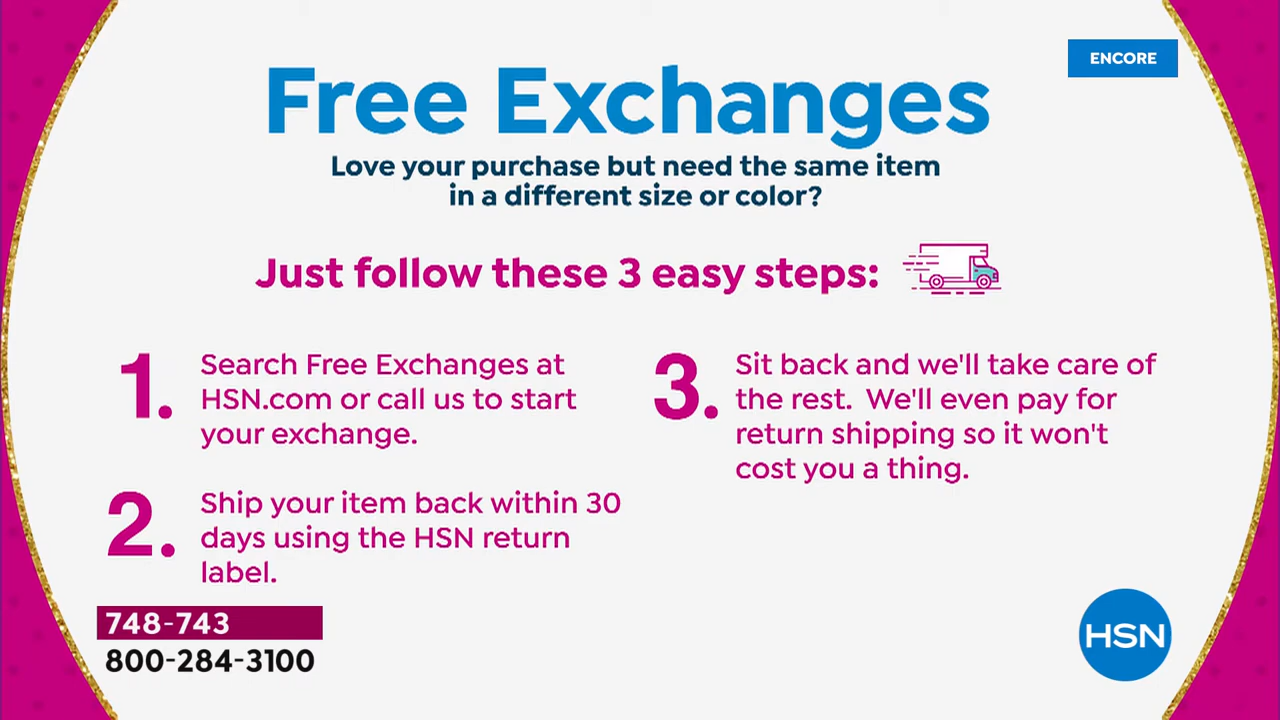 ENCORE
Free Exchanges
Love your purchase but need the same item
in a different size or color?
Just follow these 3 easy steps:
1. Search Free Exchanges at
HSN.com or call us to start
your exchange.
2. Ship your item back within 30
days using the HSN return
label.
3. Sit back and we'll take care of
the rest.  We'll even pay for
return shipping so it won't
cost you a thing.
748-743
800-284-3100
HSN